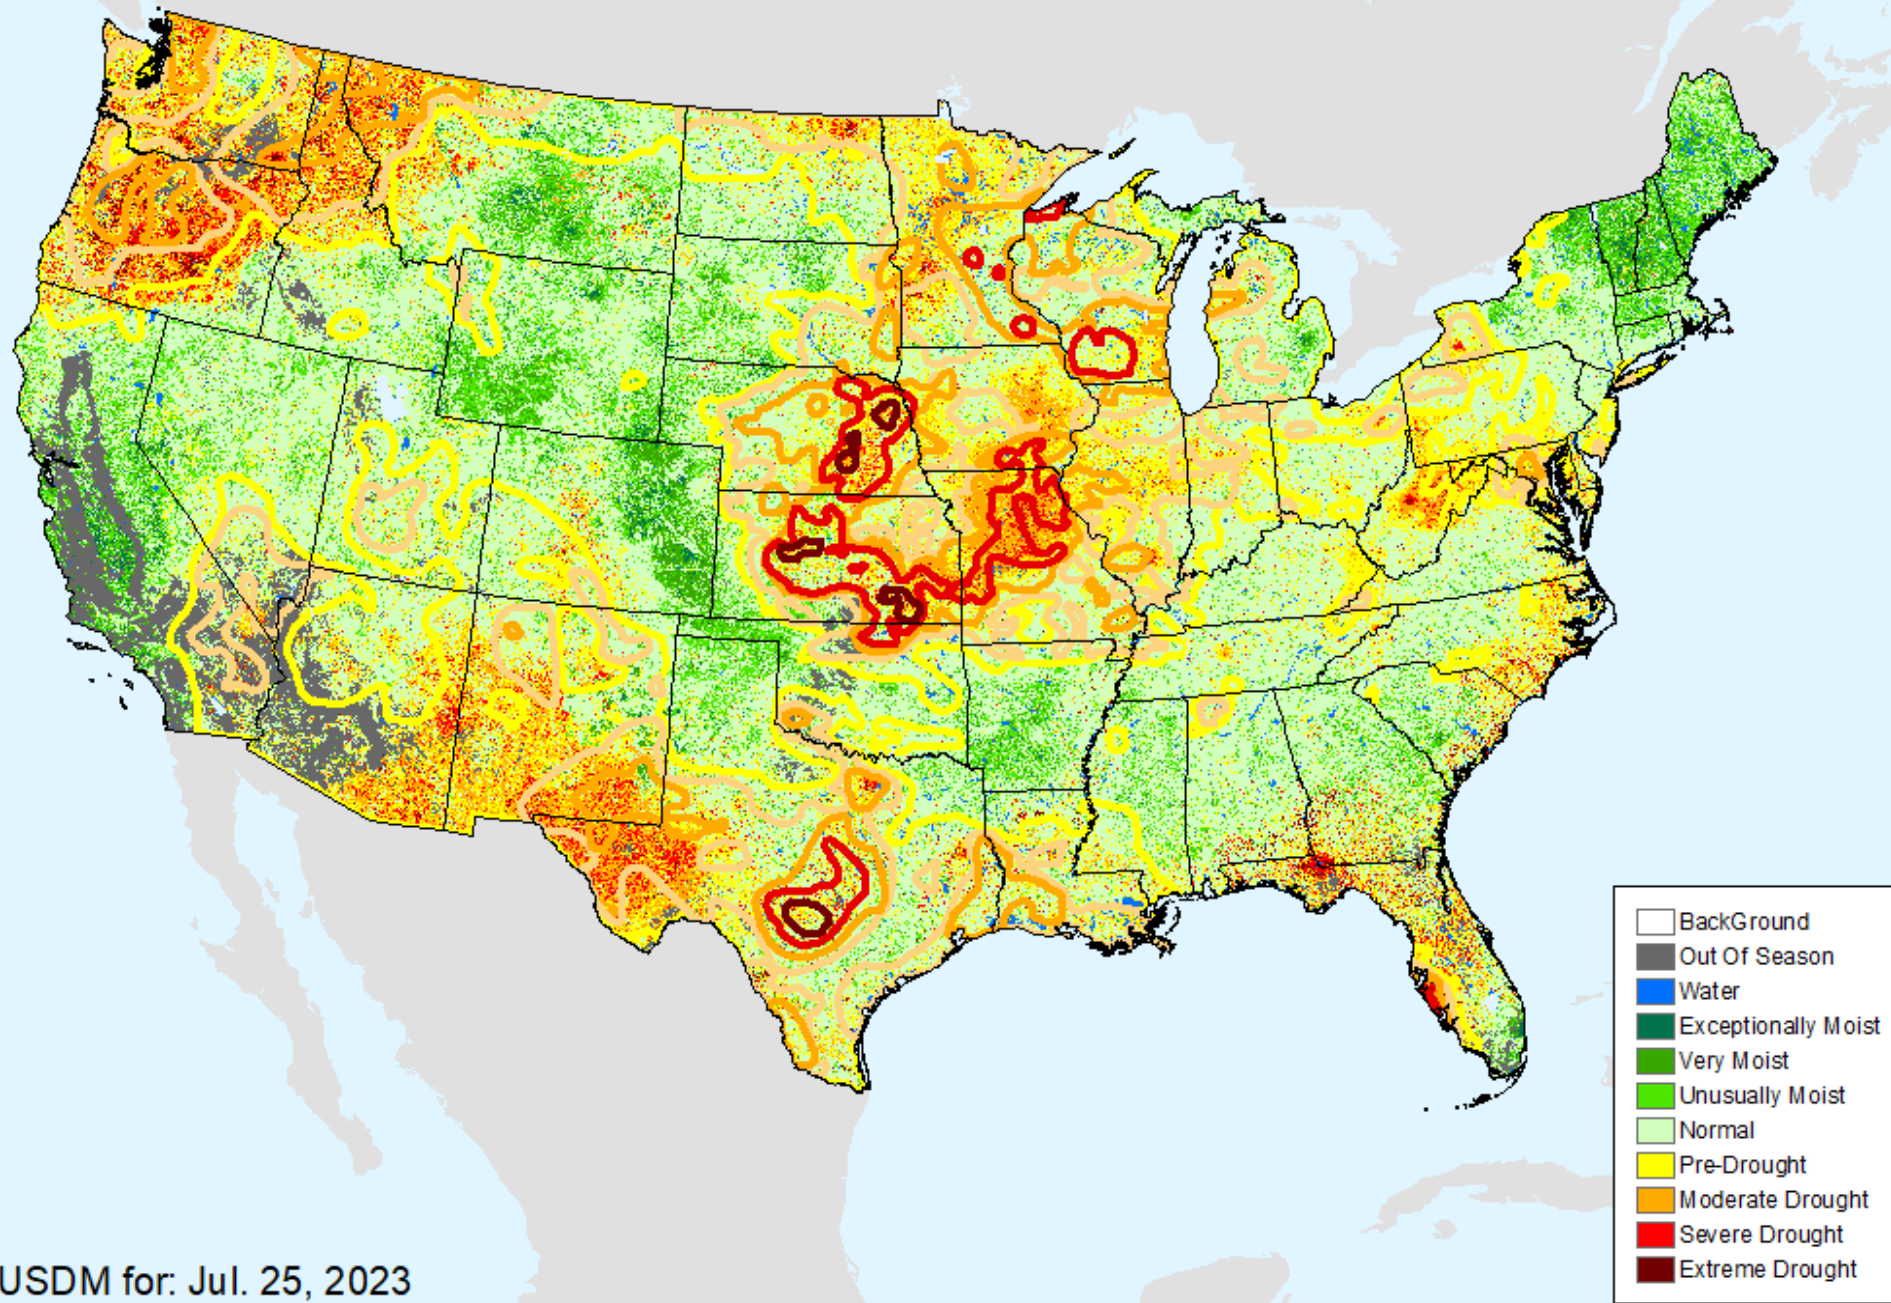 BackGround
Out Of Season
Water
Exceptionally Moist
Very Moist
Unusually Moist
Normal
Pre-Drought
Moderate Drought
Severe Drought
Extreme Drought
USDM for: Jul. 25, 2023